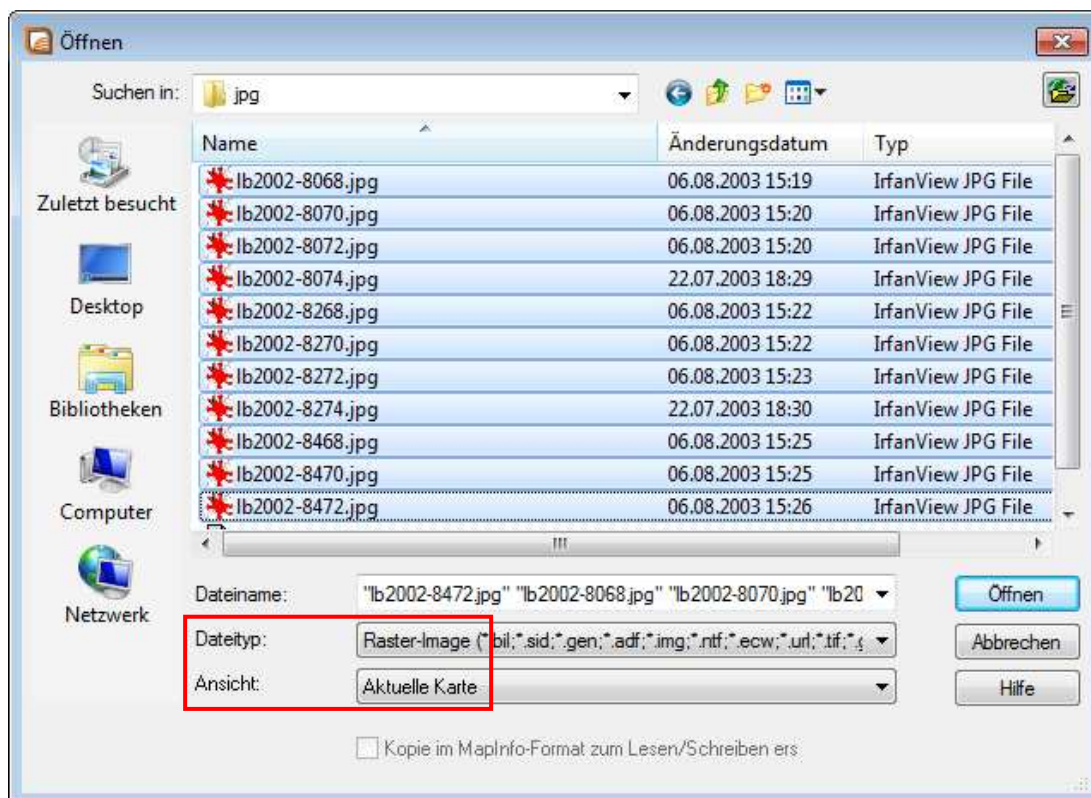 Öffnen
Suchen in: jpg
Name Änderungsdatum Typ
lb2002-8068.jpg 06.08.2003 15:19 IrfanView JPG File
lb2002-8070.jpg 06.08.2003 15:20 IrfanView JPG File
lb2002-8072.jpg 06.08.2003 15:20 IrfanView JPG File
lb2002-8074.jpg 22.07.2003 18:29 IrfanView JPG File
lb2002-8268.jpg 06.08.2003 15:22 IrfanView JPG File
lb2002-8270.jpg 06.08.2003 15:22 IrfanView JPG File
lb2002-8272.jpg 06.08.2003 15:23 IrfanView JPG File
lb2002-8274.jpg 22.07.2003 18:30 IrfanView JPG File
lb2002-8468.jpg 06.08.2003 15:25 IrfanView JPG File
lb2002-8470.jpg 06.08.2003 15:25 IrfanView JPG File
lb2002-8472.jpg 06.08.2003 15:26 IrfanView JPG File
Zuletzt besucht
Desktop
Bibliotheken
Computer
Netzwerk
Dateiname: "lb2002-8472.jpg" "lb2002-8068.jpg" "lb2002-8070.jpg" "lb20 Öffnen
Dateityp: Raster-Image (*.bil;*.sid;*.gen;*.adf;*.img;*.ntf;*.ecw;*.url;*.tif;*.g Abbrechen
Ansicht: Aktuelle Karte Hilfe
Kopie im MapInfo-Format zum Lesen/Schreiben ers